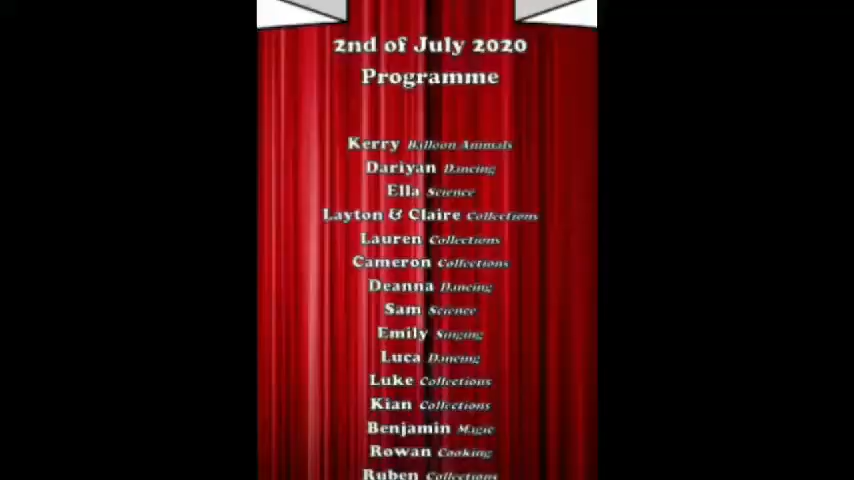 2nd of July 2020
Programme
Kerry Balloon Animals
Dariyan Dancing
Ella Science
Layton & Claire Collections
Lauren Collections
Cameron Collections
Deanna Dancing
Sam Science
Emily Singing
Luca Dancing
Luke Collections
Kian Collections
Benjamin Magic
Rowan Cooking
Ruben Collections